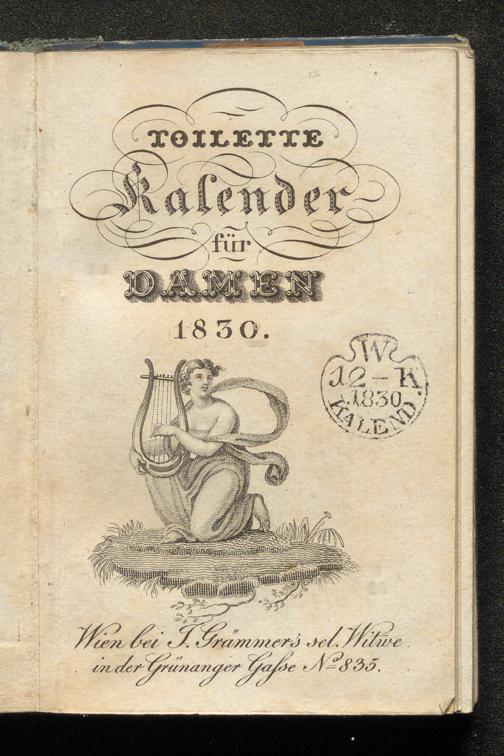 TOILETTE
Kalender
für
DAMEN
1830.
W
12 - K
.1830.
KALEND.
Wien bei J. Grämmer's sel. Witwe.
in der Grünanger Gaſse No 835.